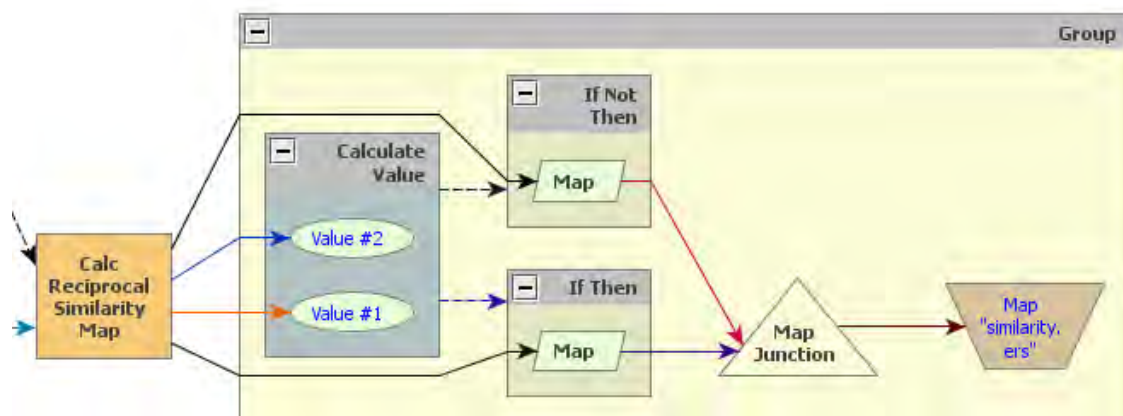 Group
If Not
Then
Map
Calculate
Value
Value #2
Value #1
Calc
Reciprocal
Similarity
Map
If Then
Map
Map
Junction
Map
"similarity.
ers"